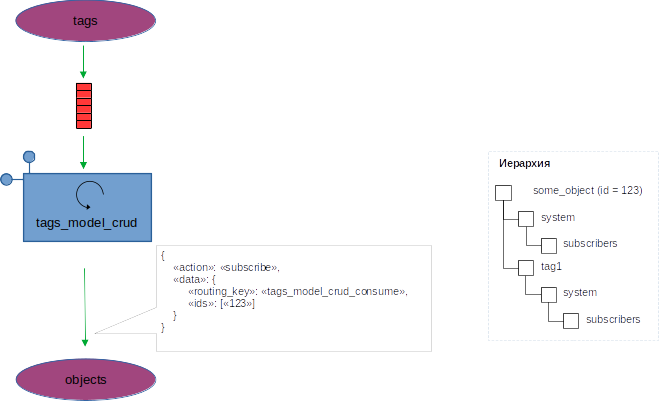 tags
tags_model_crud
{
«action»: «subscribe»,
«data»: {
«routing_key»: «tags_model_crud_consume»,
«ids»: [«123»]
}
}
objects
Иерархия
some_object (id = 123)
system
subscribers
tag1
system
subscribers